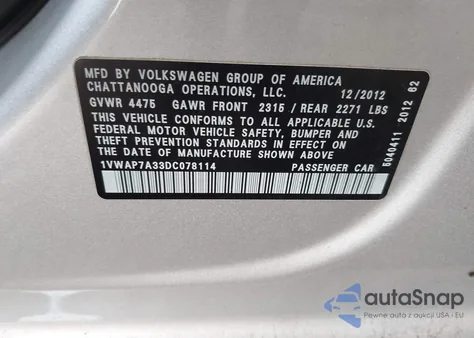 MFD BY VOLKSWAGEN GROUP OF AMERICA
CHATTANOOGA OPERATIONS, LLC. 12/2012
GVWR 4475 GAWR FRONT 2315 / REAR 2271 LBS
THIS VEHICLE CONFORMS TO ALL APPLICABLE U.S.
FEDERAL MOTOR VEHICLE SAFETY, BUMPER AND
THEFT PREVENTION STANDARDS IN EFFECT ON
THE DATE OF MANUFACTURE SHOWN ABOVE.
1VWAP7A33DC078114 PASSENGER CAR
5040411 2012 62
autoSnap
Pewne auta z aukcji USA - EU